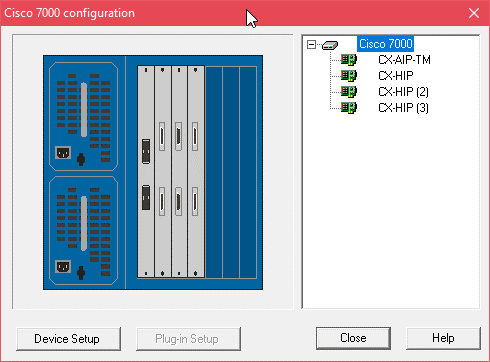 Cisco 7000 configuration
Cisco 7000
CX-AIP-TM
CX-HIP
CX-HIP (2)
CX-HIP (3)
Device Setup
Plug-in Setup
Close
Help